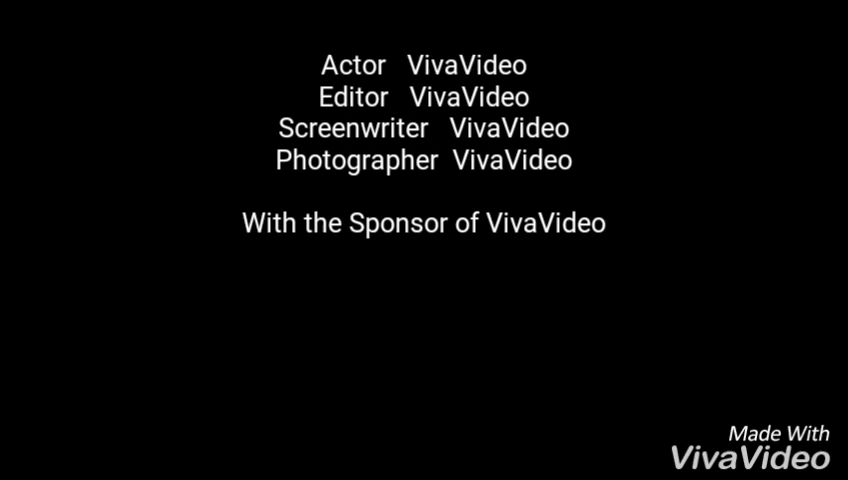 Actor VivaVideo
Editor VivaVideo
Screenwriter VivaVideo
Photographer VivaVideo
With the Sponsor of VivaVideo
Made With
VivaVideo